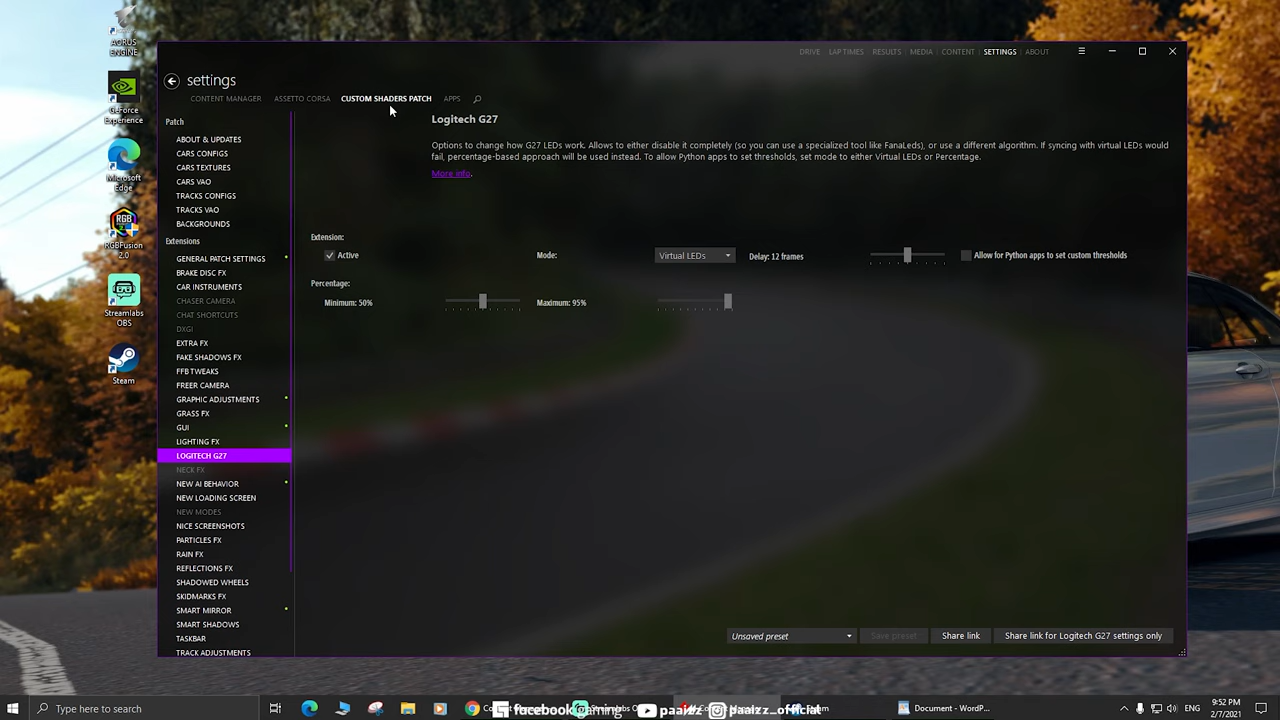 AORUS
ENGINE
GeForce
Experience
Microsoft
Edge
RGB
FUSION
RGBFusion
2.0
Streamlabs
OBS
Steam
DRIVE LAP TIMES RESULTS MEDIA CONTENT SETTINGS ABOUT
settings
CONTENT MANAGER ASSETTO CORSA CUSTOM SHADERS PATCH APPS
Patch
ABOUT & UPDATES
CARS CONFIGS
CARS TEXTURES
CARS VAO
TRACKS CONFIGS
TRACKS VAO
BACKGROUNDS
Extensions
GENERAL PATCH SETTINGS
BRAKE DISC FX
CAR INSTRUMENTS
CHASER CAMERA
CHAT SHORTCUTS
DXGI
EXTRA FX
FAKE SHADOWS FX
FFB TWEAKS
FREER CAMERA
GRAPHIC ADJUSTMENTS
GRASS FX
GUI
LIGHTING FX
LOGITECH G27
NECK FX
NEW AI BEHAVIOR
NEW LOADING SCREEN
NEW MODES
NICE SCREENSHOTS
PARTICLES FX
RAIN FX
REFLECTIONS FX
SHADOWED WHEELS
SKIDMARKS FX
SMART MIRROR
SMART SHADOWS
TASKBAR
TRACK ADJUSTMENTS
Logitech G27
Options to change how G27 LEDs work. Allows to either disable it completely (so you can use a specialized tool like FanaLeds), or use a different algorithm. If syncing with virtual LEDs would
fail, percentage-based approach will be used instead. To allow Python apps to set thresholds, set mode to either Virtual LEDs or Percentage.
More info.
Extension:
Active Mode: Virtual LEDs Delay: 12 frames Allow for Python apps to set custom thresholds
Percentage:
Minimum: 50% Maximum: 95%
Unsaved preset Save preset Share link Share link for Logitech G27 settings only
Type here to search
facebook gaming paaizz paaizz_official
Document - WordP...
ENG
9:52 PM
2/7/2021